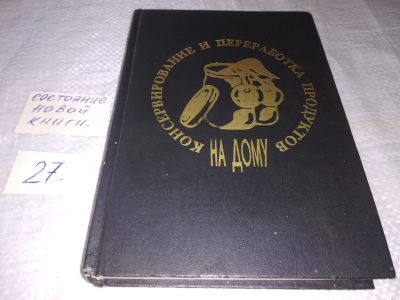 СОСТОЯНИЕ
НОВОЙ
КНИГИ.
27.
КОНСЕРВИРОВАНИЕ И ПЕРЕРАБОТКА ПРОДУКТОВ
НА ДОМУ